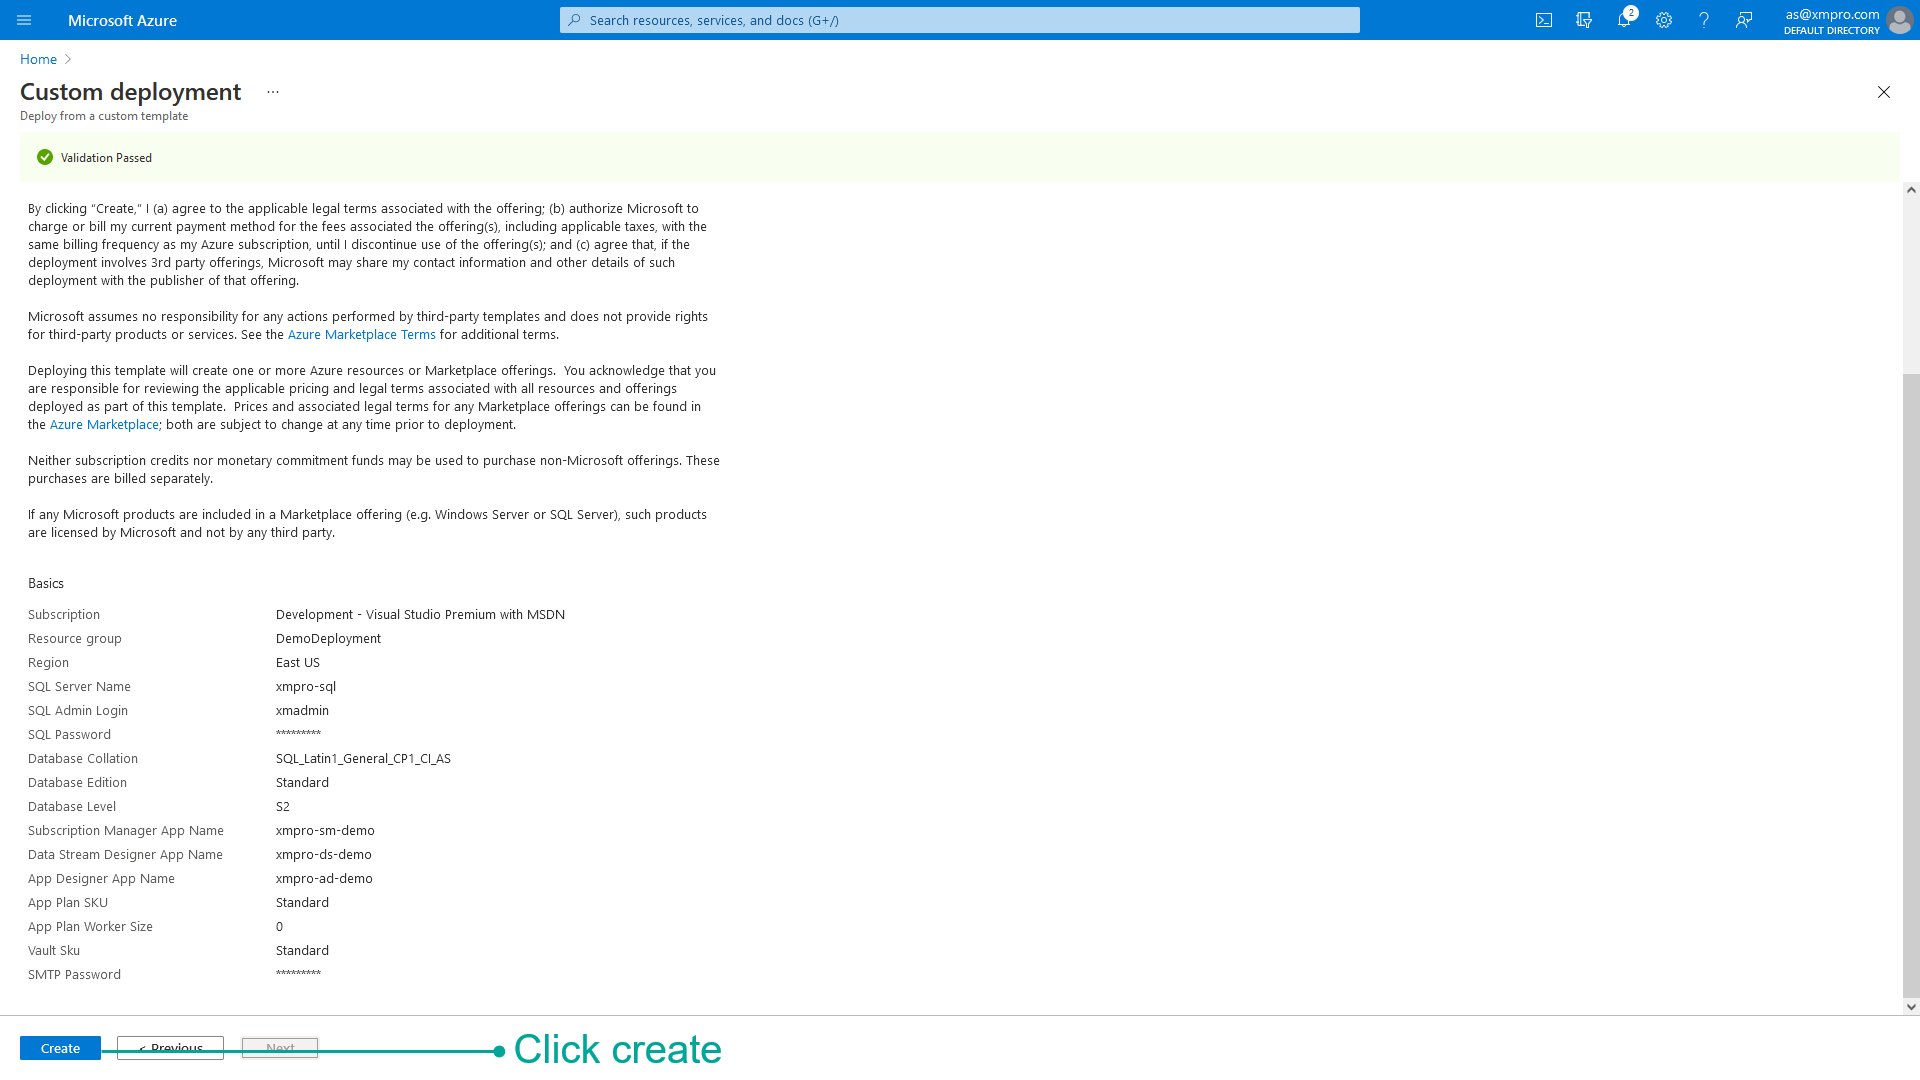 Microsoft Azure
Search resources, services, and docs (G+/)
2
as@xmpro.com
DEFAULT DIRECTORY
Home
Custom deployment ...
Deploy from a custom template
Validation Passed
By clicking “Create,” I (a) agree to the applicable legal terms associated with the offering; (b) authorize Microsoft to
charge or bill my current payment method for the fees associated the offering(s), including applicable taxes, with the
same billing frequency as my Azure subscription, until I discontinue use of the offering(s); and (c) agree that, if the
deployment involves 3rd party offerings, Microsoft may share my contact information and other details of such
deployment with the publisher of that offering.
Microsoft assumes no responsibility for any actions performed by third-party templates and does not provide rights
for third-party products or services. See the Azure Marketplace Terms for additional terms.
Deploying this template will create one or more Azure resources or Marketplace offerings. You acknowledge that you
are responsible for reviewing the applicable pricing and legal terms associated with all resources and offerings
deployed as part of this template. Prices and associated legal terms for any Marketplace offerings can be found in
the Azure Marketplace; both are subject to change at any time prior to deployment.
Neither subscription credits nor monetary commitment funds may be used to purchase non-Microsoft offerings. These
purchases are billed separately.
If any Microsoft products are included in a Marketplace offering (e.g. Windows Server or SQL Server), such products
are licensed by Microsoft and not by any third party.
Basics
Subscription Development - Visual Studio Premium with MSDN
Resource group DemoDeployment
Region East US
SQL Server Name xmpro-sql
SQL Admin Login xmadmin
SQL Password *********
Database Collation SQL_Latin1_General_CP1_CI_AS
Database Edition Standard
Database Level S2
Subscription Manager App Name xmpro-sm-demo
Data Stream Designer App Name xmpro-ds-demo
App Designer App Name xmpro-ad-demo
App Plan SKU Standard
App Plan Worker Size 0
Vault Sku Standard
SMTP Password *********
Create < Previous Next Click create